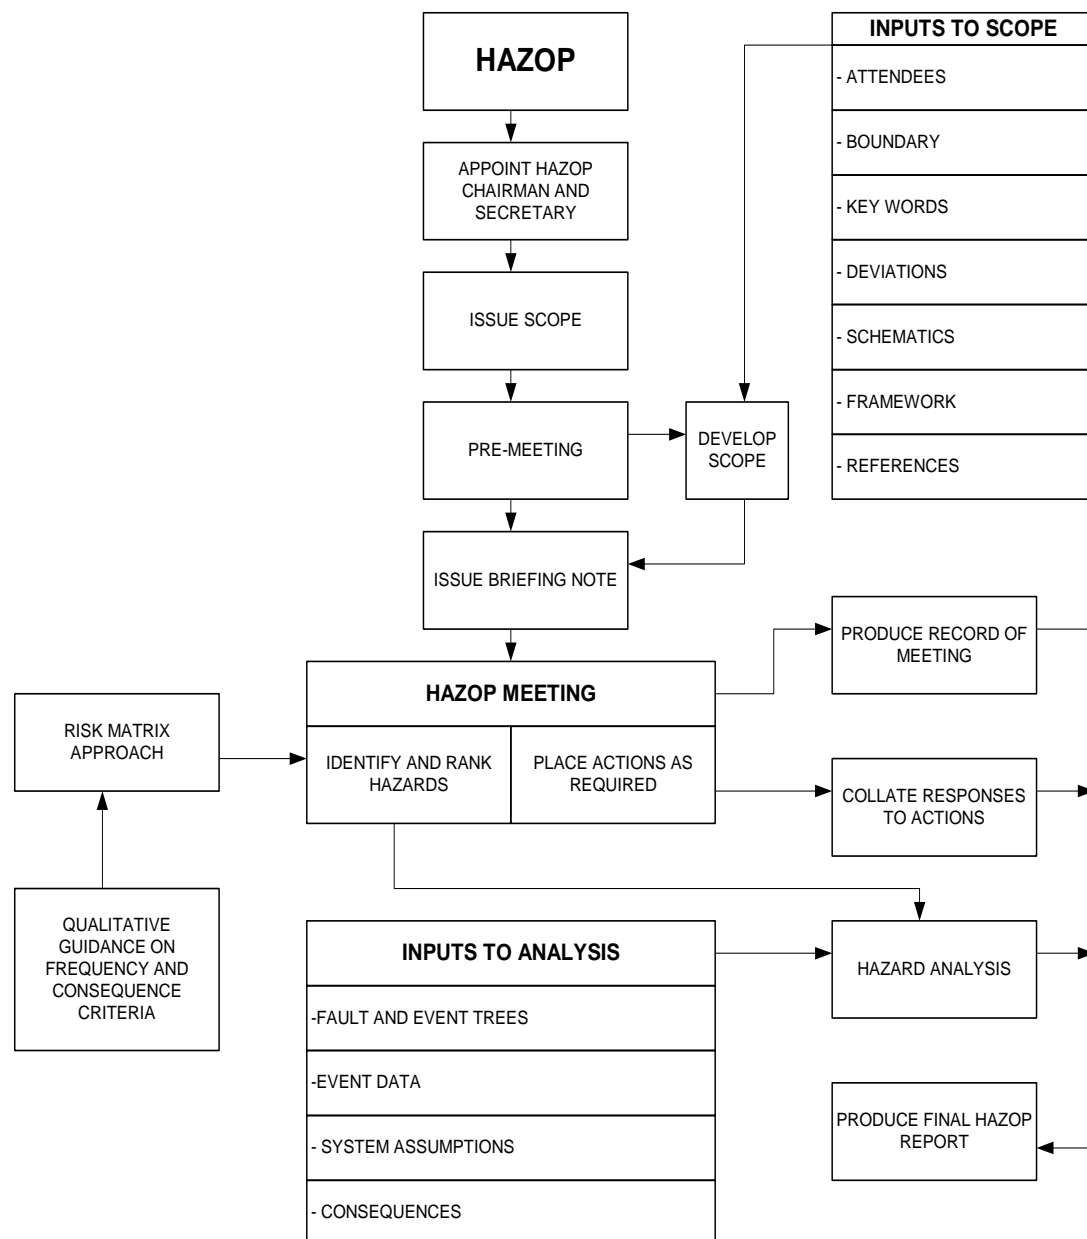 HAZOP
APPOINT HAZOP
CHAIRMAN AND
SECRETARY
ISSUE SCOPE
PRE-MEETING
DEVELOP
SCOPE
ISSUE BRIEFING NOTE
INPUTS TO SCOPE
- ATTENDEES
- BOUNDARY
- KEY WORDS
- DEVIATIONS
- SCHEMATICS
- FRAMEWORK
- REFERENCES
HAZOP MEETING
IDENTIFY AND RANK
HAZARDS
PLACE ACTIONS AS
REQUIRED
RISK MATRIX
APPROACH
QUALITATIVE
GUIDANCE ON
FREQUENCY AND
CONSEQUENCE
CRITERIA
PRODUCE RECORD OF
MEETING
COLLATE RESPONSES
TO ACTIONS
INPUTS TO ANALYSIS
-FAULT AND EVENT TREES
-EVENT DATA
- SYSTEM ASSUMPTIONS
- CONSEQUENCES
HAZARD ANALYSIS
PRODUCE FINAL HAZOP
REPORT